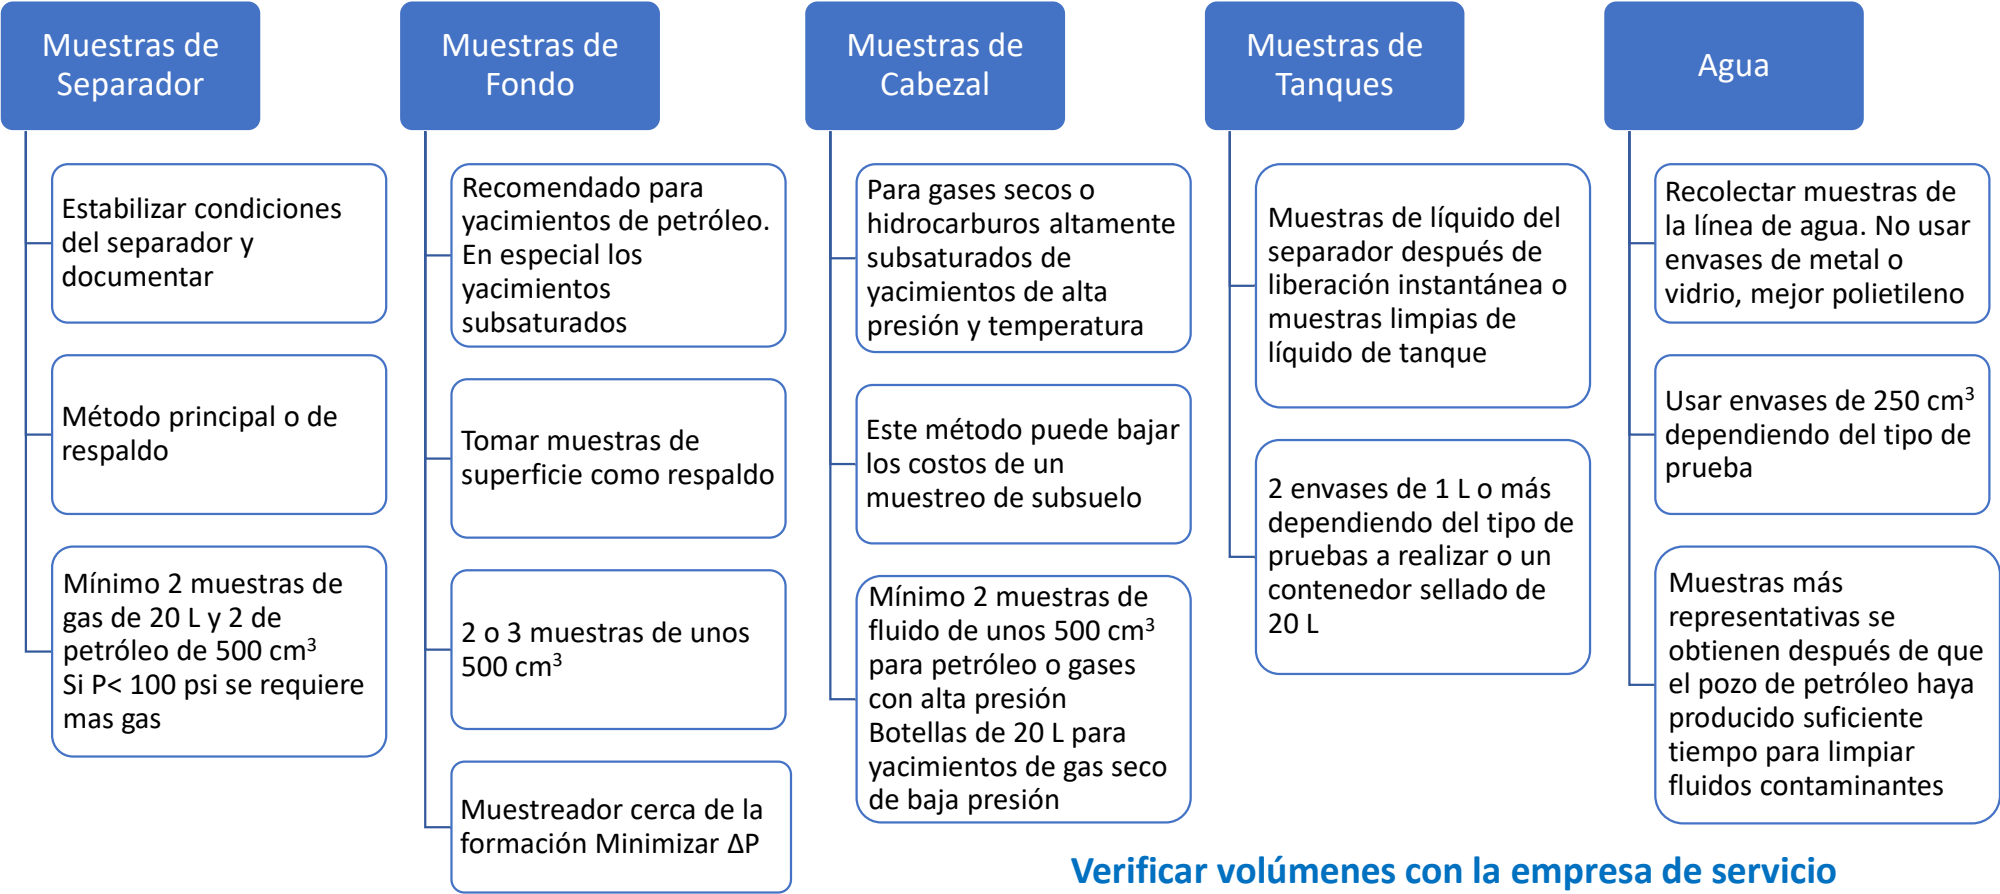 Muestras de
Separador
Estabilizar condiciones
del separador y
documentar
Método principal o de
respaldo
Mínimo 2 muestras de
gas de 20 L y 2 de
petróleo de 500 cm³
Si P< 100 psi se requiere
mas gas
Muestras de
Fondo
Recomendado para
yacimientos de petróleo.
En especial los
yacimientos
subsaturados
Tomar muestras de
superficie como respaldo
2 o 3 muestras de unos
500 cm³
Muestreador cerca de la
formación Minimizar ΔP
Muestras de
Cabezal
Para gases secos o
hidrocarburos altamente
subsaturados de
yacimientos de alta
presión y temperatura
Este método puede bajar
los costos de un
muestreo de subsuelo
Mínimo 2 muestras de
fluido de unos 500 cm³
para petróleo o gases
con alta presión
Botellas de 20 L para
yacimientos de gas seco
de baja presión
Muestras de
Tanques
Muestras de líquido del
separador después de
liberación instantánea o
muestras limpias de
líquido de tanque
2 envases de 1 L o más
dependiendo del tipo de
pruebas a realizar o un
contenedor sellado de
20 L
Agua
Recolectar muestras de
la línea de agua. No usar
envases de metal o
vidrio, mejor polietileno
Usar envases de 250 cm³
dependiendo del tipo de
prueba
Muestras más
representativas se
obtienen después de que
el pozo de petróleo haya
producido suficiente
tiempo para limpiar
fluidos contaminantes
Verificar volúmenes con la empresa de servicio